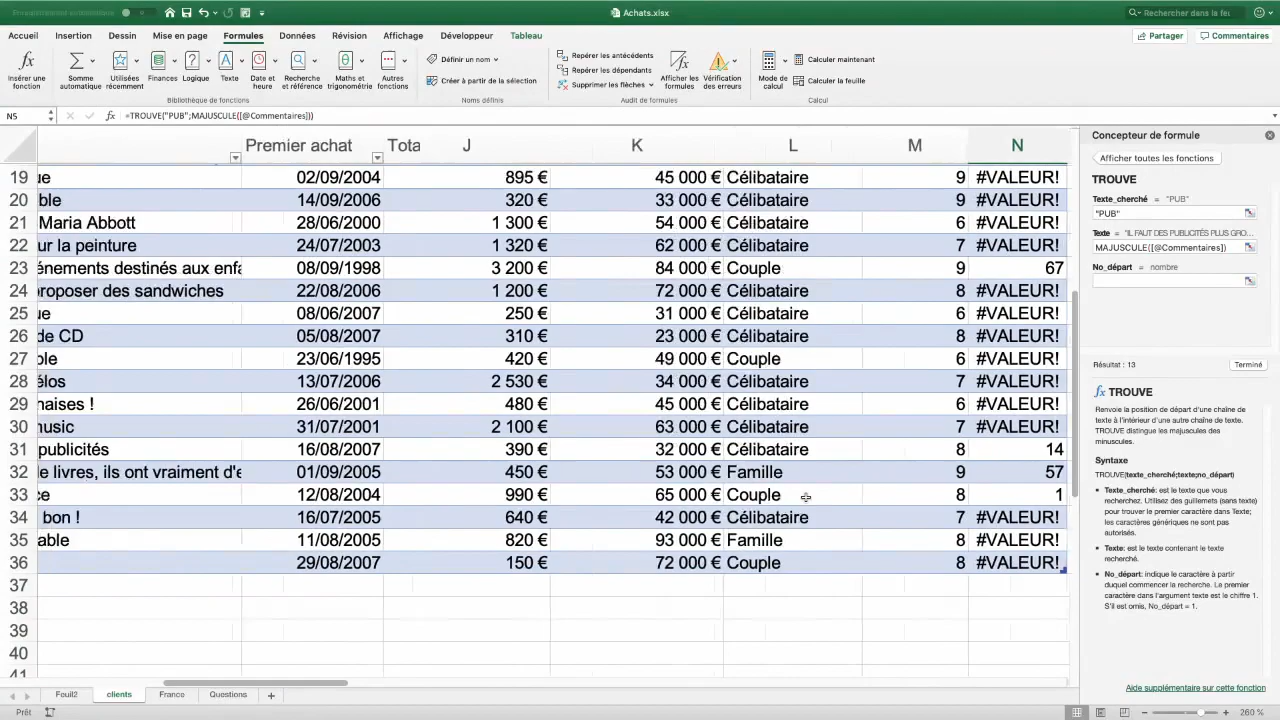 Enregistrement automatique
Achats.xlsx
Rechercher dans la feu
Accueil Insertion Dessin Mise en page Formules Données Révision Affichage Développeur Tableau
Partager Commentaires
Insérer une fonction
Somme automatique
Utilisées récemment
Finances
Logique
Texte
Date et heure
Recherche et référence
Maths et trigonométrie
Autres fonctions
Bibliothèque de fonctions
Définir un nom
Créer à partir de la sélection
Noms définis
Repérer les antécédents
Repérer les dépendants
Supprimer les flèches
Afficher les formules
Vérification des erreurs
Audit de formules
Mode de calcul
Calculer maintenant
Calculer la feuille
Calcul
N5 fx =TROUVE("PUB";MAJUSCULE([@Commentaires]))
Premier achat Tota J K L M N
19 ue 02/09/2004 895 € 45 000 € Célibataire 9 #VALEUR!
20 ble 14/09/2006 320 € 33 000 € Célibataire 9 #VALEUR!
21 Maria Abbott 28/06/2000 1 300 € 54 000 € Célibataire 6 #VALEUR!
22 ur la peinture 24/07/2003 1 320 € 62 000 € Célibataire 7 #VALEUR!
23 énements destinés aux enfa 08/09/1998 3 200 € 84 000 € Couple 9 67
24 proposer des sandwiches 22/08/2006 1 200 € 72 000 € Célibataire 8 #VALEUR!
25 ue 08/06/2007 250 € 31 000 € Célibataire 6 #VALEUR!
26 de CD 05/08/2007 310 € 23 000 € Célibataire 8 #VALEUR!
27 ble 23/06/1995 420 € 49 000 € Couple 6 #VALEUR!
28 élos 13/07/2006 2 530 € 34 000 € Célibataire 7 #VALEUR!
29 naises ! 26/06/2001 480 € 45 000 € Célibataire 6 #VALEUR!
30 music 31/07/2001 2 100 € 63 000 € Célibataire 7 #VALEUR!
31 publicités 16/08/2007 390 € 32 000 € Célibataire 8 14
32 le livres, ils ont vraiment d'e 01/09/2005 450 € 53 000 € Famille 9 57
33 ce 12/08/2004 990 € 65 000 € Couple 8 1
34 bon ! 16/07/2005 640 € 42 000 € Célibataire 7 #VALEUR!
35 able 11/08/2005 820 € 93 000 € Famille 8 #VALEUR!
36 29/08/2007 150 € 72 000 € Couple 8 #VALEUR!
37
38
39
40
41
Concepteur de formule
Afficher toutes les fonctions
TROUVE
Texte_cherché = "PUB"
"PUB"
Texte = "IL FAUT DES PUBLICITÉS PLUS GRO...
MAJUSCULE([@Commentaires])
No_départ = nombre
Résultat : 13
Terminé
fx TROUVE
Renvoie la position de départ d'une chaîne de
texte à l'intérieur d'une autre chaîne de texte.
TROUVE distingue les majuscules des
minuscules.
Syntaxe
TROUVE(texte_cherché;texte;no_départ)
• Texte_cherché: est le texte que vous
recherchez. Utilisez des guillemets (sans texte)
pour trouver le premier caractère dans Texte;
les caractères génériques ne sont pas
autorisés.
• Texte: est le texte contenant le texte
recherché.
• No_départ: indique le caractère à partir
duquel commencer la recherche. Le premier
caractère dans l'argument texte est le chiffre 1.
S'il est omis, No_départ = 1.
Aide supplémentaire sur cette fonction
Feuil2 clients France Questions +
Prêt
260 %